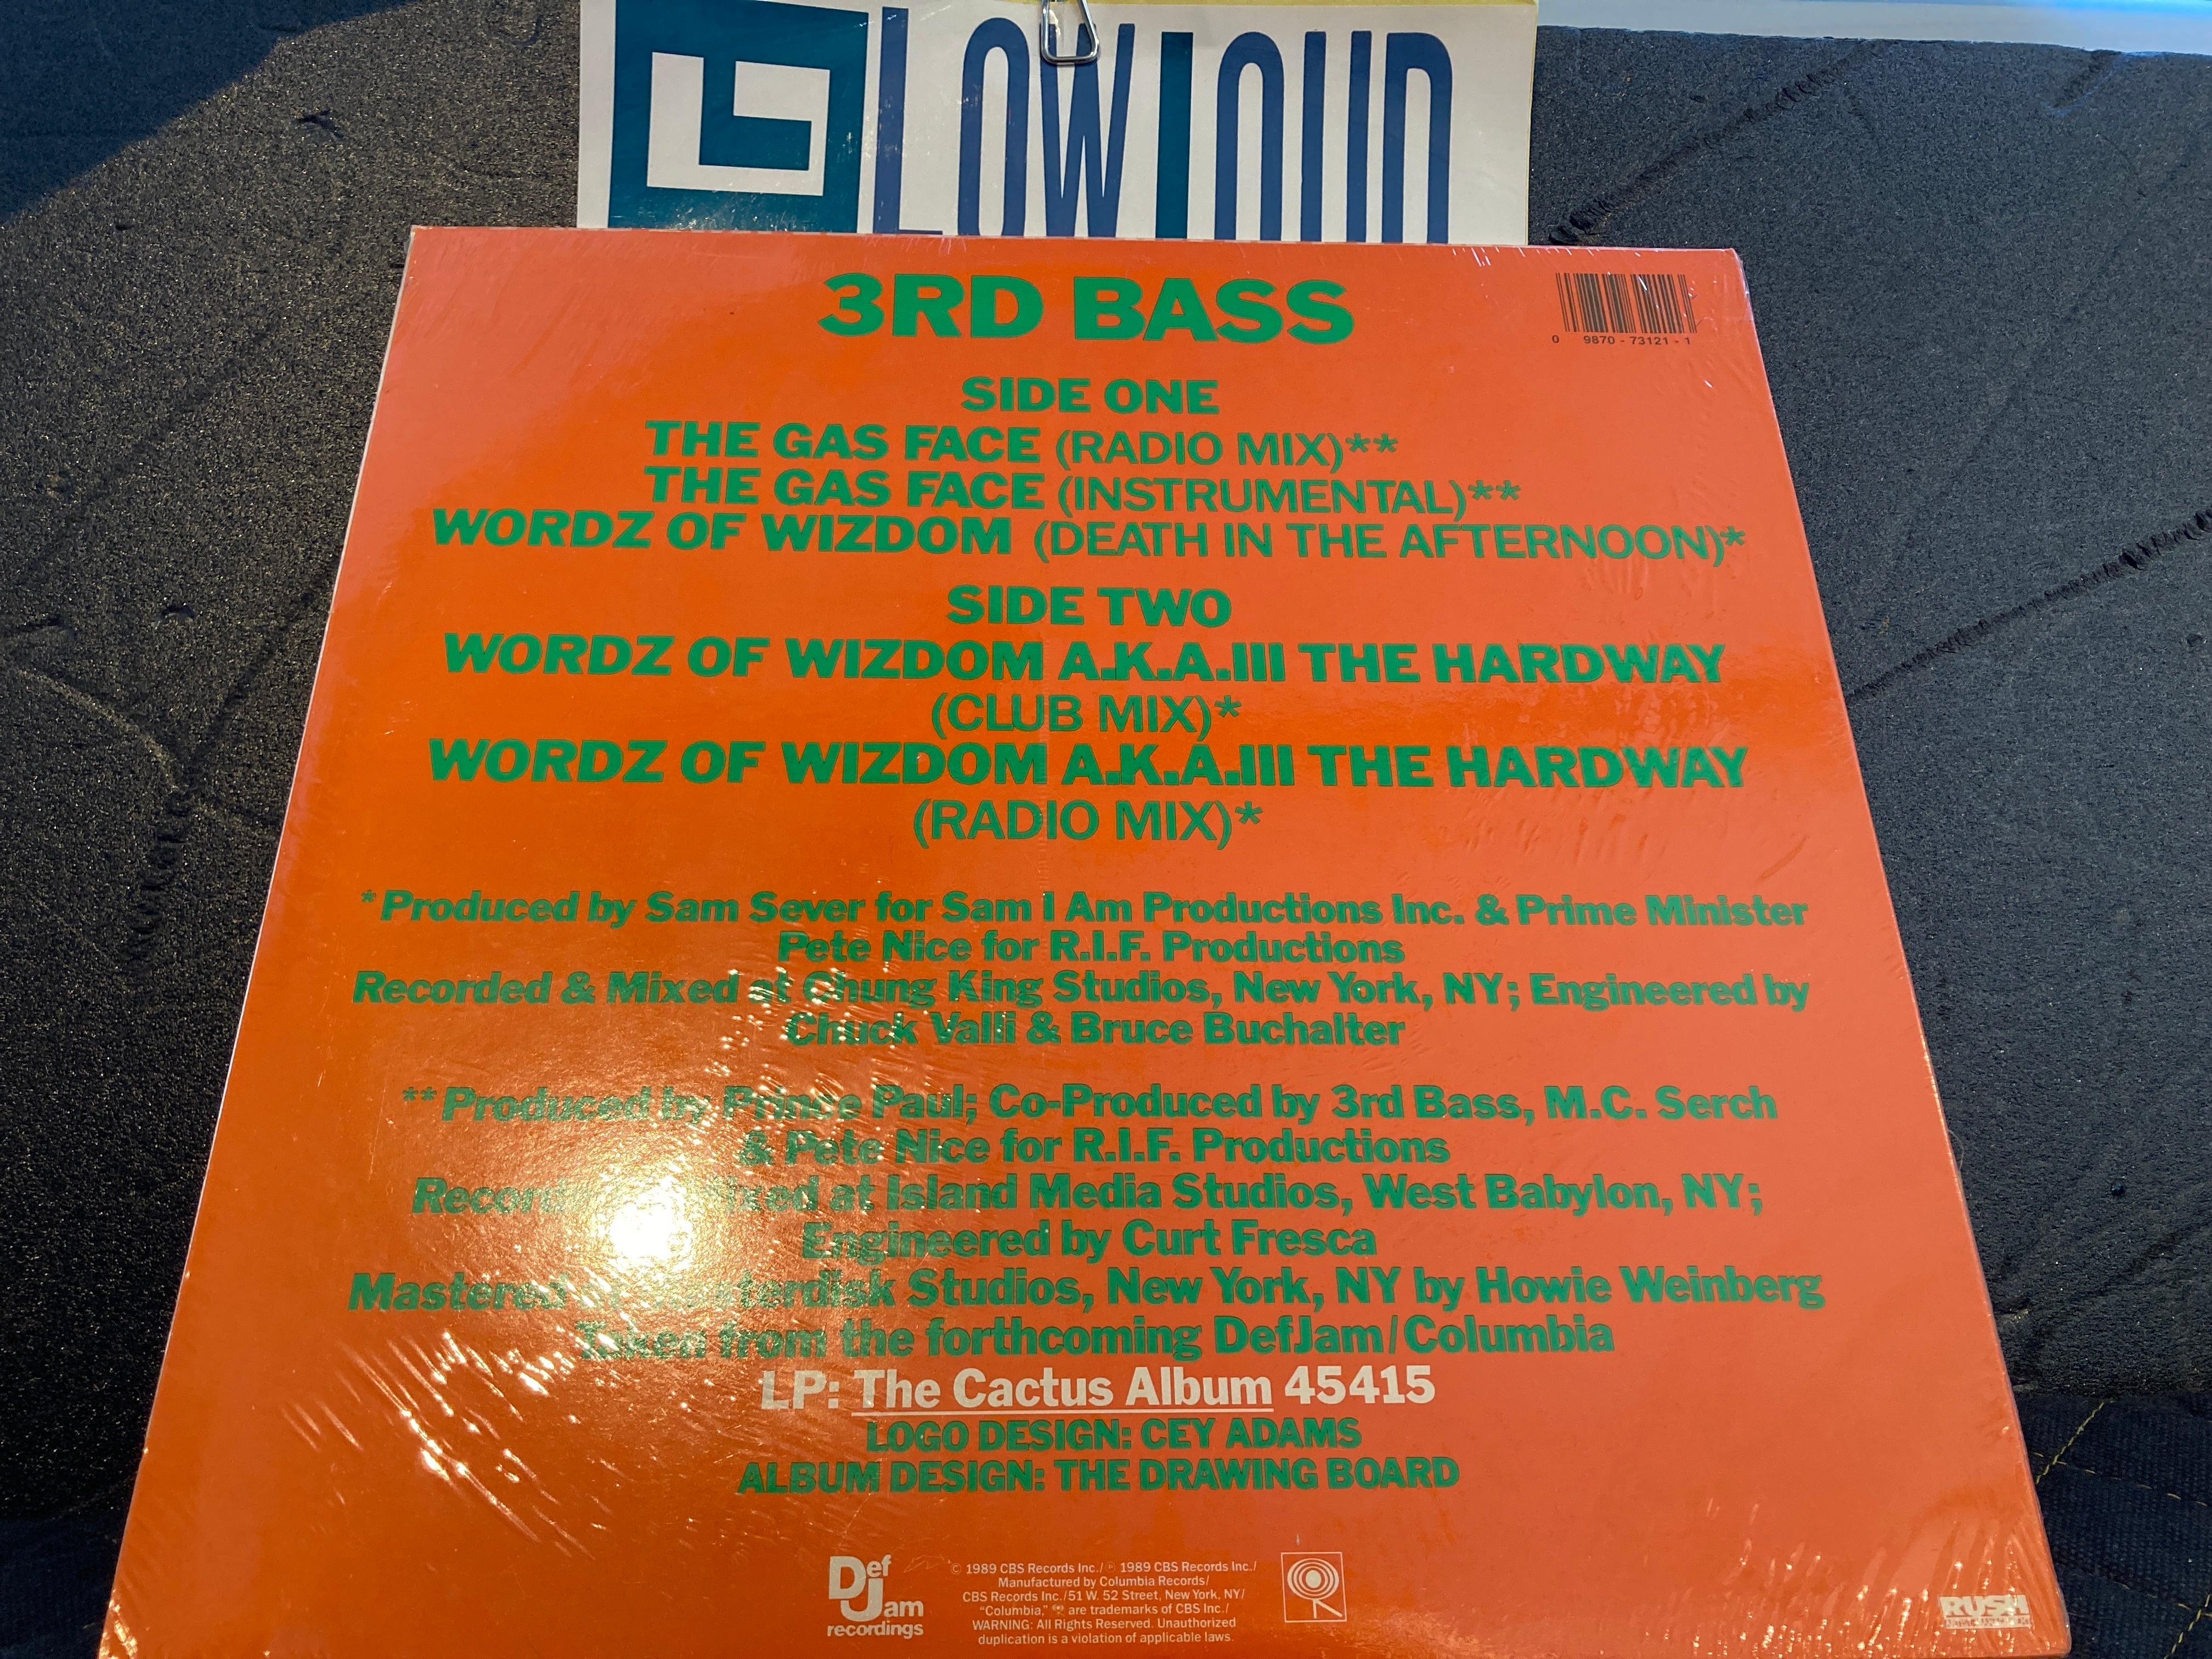 LOWLOUD
3RD BASS
0 9870 - 73121 - 1
SIDE ONE
THE GAS FACE (RADIO MIX)**
THE GAS FACE (INSTRUMENTAL)**
WORDZ OF WIZDOM (DEATH IN THE AFTERNOON)*
SIDE TWO
WORDZ OF WIZDOM A.K.A.III THE HARDWAY
(CLUB MIX)*
WORDZ OF WIZDOM A.K.A.III THE HARDWAY
(RADIO MIX)*
*Produced by Sam Sever for Sam I Am Productions Inc. & Prime Minister
Pete Nice for R.I.F. Productions
Recorded & Mixed at Chung King Studios, New York, NY; Engineered by
Chuck Valli & Bruce Buchalter
**Produced by Prince Paul; Co-Produced by 3rd Bass, M.C. Serch
& Pete Nice for R.I.F. Productions
at Island Media Studios, West Babylon, NY;
Engineered by Curt Fresca
Mastered Studios, New York, NY by Howie Weinberg
Taken from the forthcoming DefJam/Columbia
LP: The Cactus Album 45415
LOGO DESIGN: CEY ADAMS
ALBUM DESIGN: THE DRAWING BOARD
Def Jam recordings
© 1989 CBS Records Inc./℗ 1989 CBS Records Inc./
Manufactured by Columbia Records/
CBS Records Inc./51 W. 52 Street, New York, NY/
"Columbia," are trademarks of CBS Inc./
WARNING: All Rights Reserved. Unauthorized
duplication is a violation of applicable laws.
RUSH